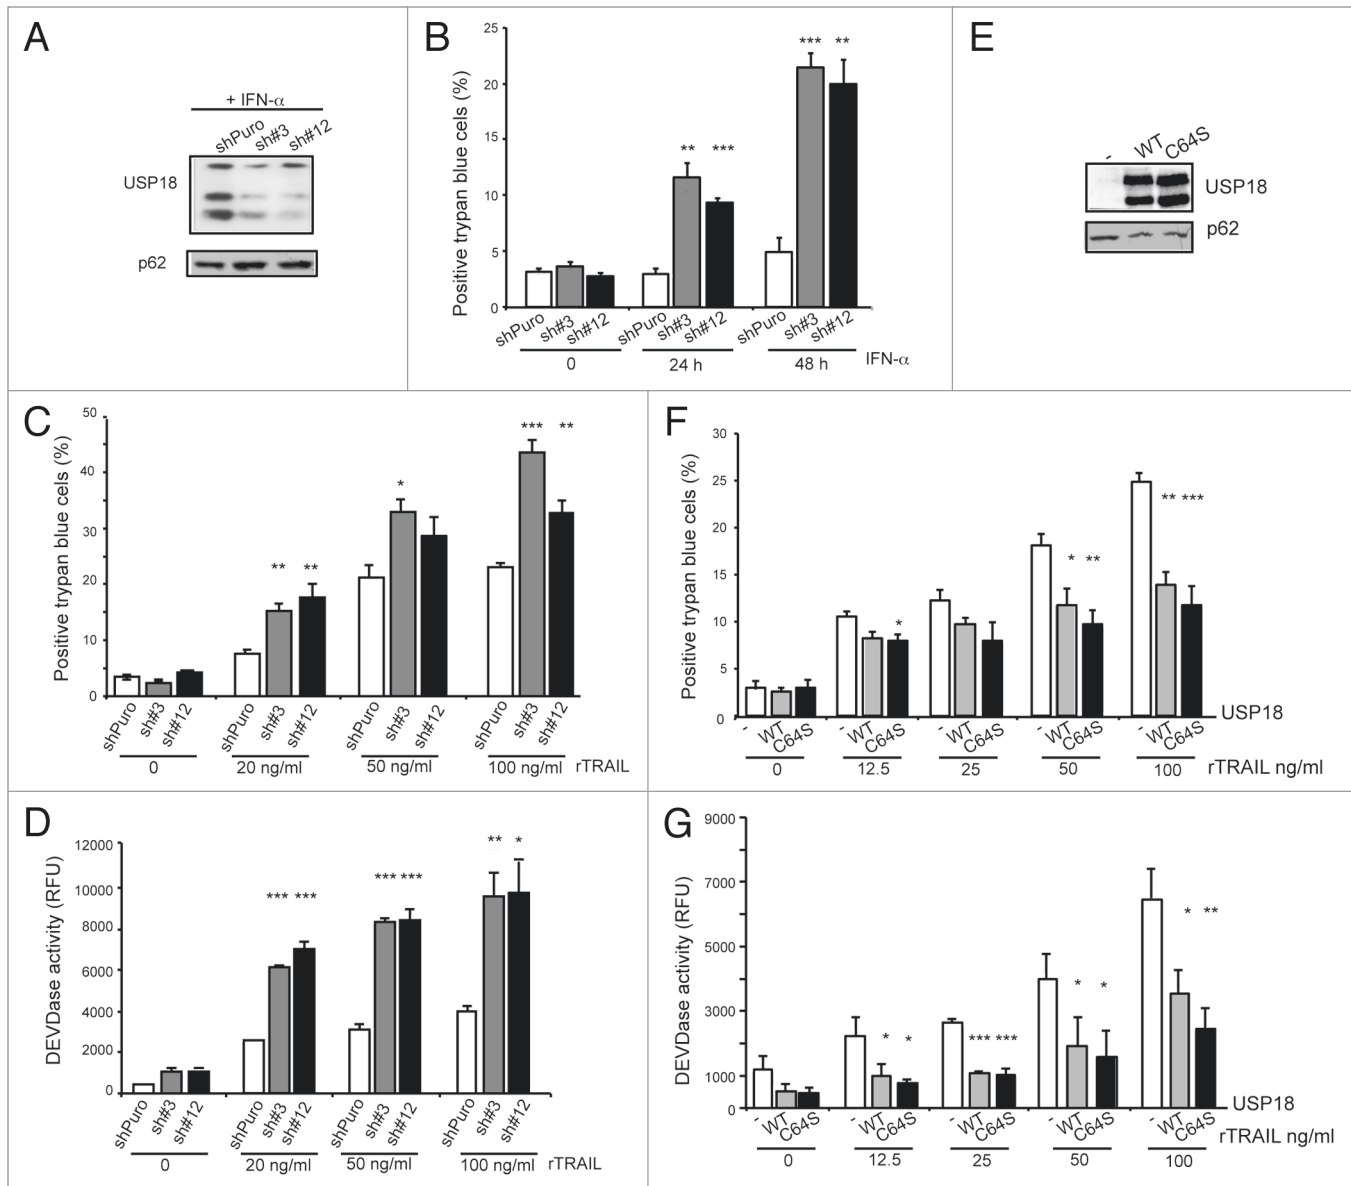 A
+ IFN-α
shPuro sh#3 sh#12
USP18
p62
B
Positive trypan blue cels (%)
25
20
15
10
5
0
*** **
** ***
shPuro sh#3 sh#12 shPuro sh#3 sh#12 shPuro sh#3 sh#12
0 24 h 48 h IFN-α
E
- WT C64S
USP18
p62
C
Positive trypan blue cels (%)
50
40
30
20
10
0
** **
*
*** **
shPuro sh#3 sh#12 shPuro sh#3 sh#12 shPuro sh#3 sh#12 shPuro sh#3 sh#12
0 20 ng/ml 50 ng/ml 100 ng/ml rTRAIL
F
Positive trypan blue cels (%)
30
25
20
15
10
5
0
*
* **
** ***
- WT C64S - WT C64S - WT C64S - WT C64S - WT C64S USP18
0 12.5 25 50 100 rTRAIL ng/ml
D
DEVDase activity (RFU)
12000
10000
8000
6000
4000
2000
0
*** ***
*** ***
** *
shPuro sh#3 sh#12 shPuro sh#3 sh#12 shPuro sh#3 sh#12 shPuro sh#3 sh#12
0 20 ng/ml 50 ng/ml 100 ng/ml rTRAIL
G
DEVDase activity (RFU)
9000
7000
5000
3000
1000
0
* *
*** ***
* *
* **
- WT C64S - WT C64S - WT C64S - WT C64S - WT C64S USP18
0 12.5 25 50 100 rTRAIL ng/ml